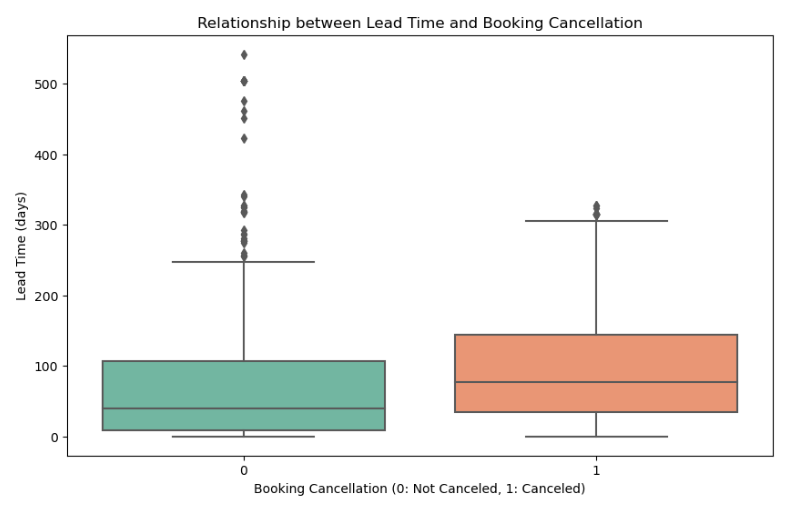 Relationship between Lead Time and Booking Cancellation
Lead Time (days)
500
400
300
200
100
0
0
1
Booking Cancellation (0: Not Canceled, 1: Canceled)